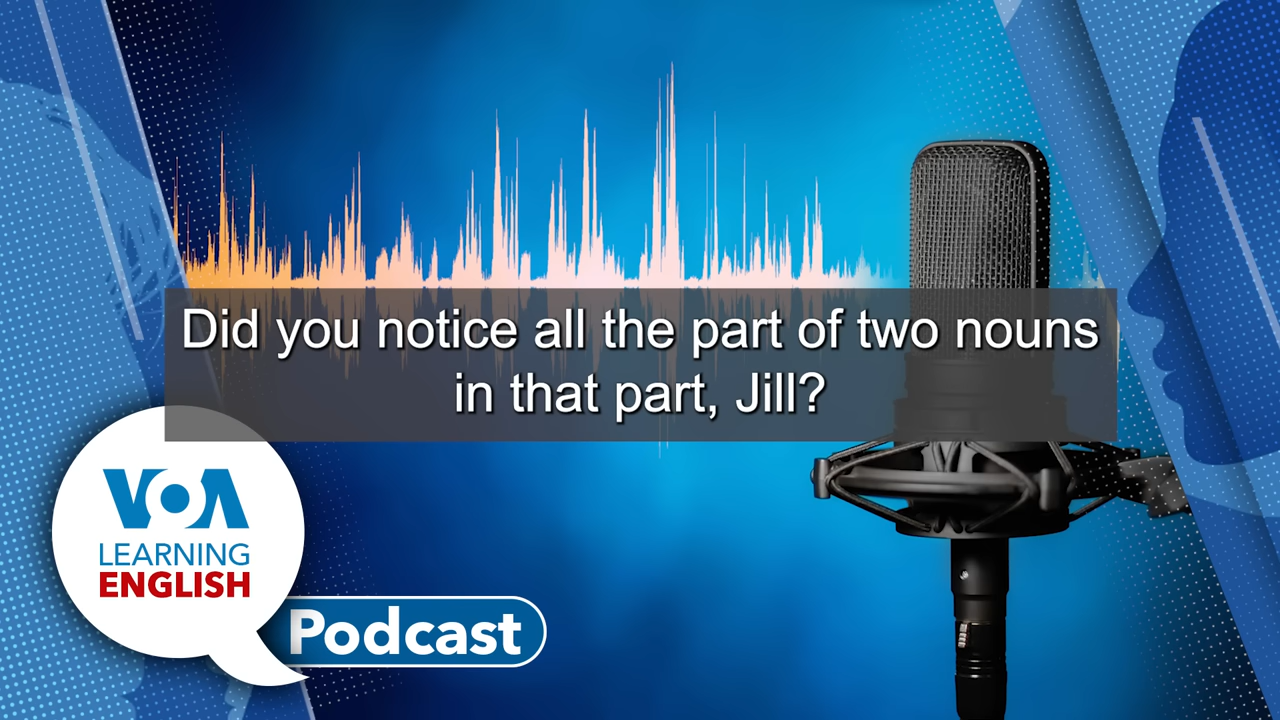 Did you notice all the part of two nouns
in that part, Jill?
VOA
LEARNING
ENGLISH
Podcast